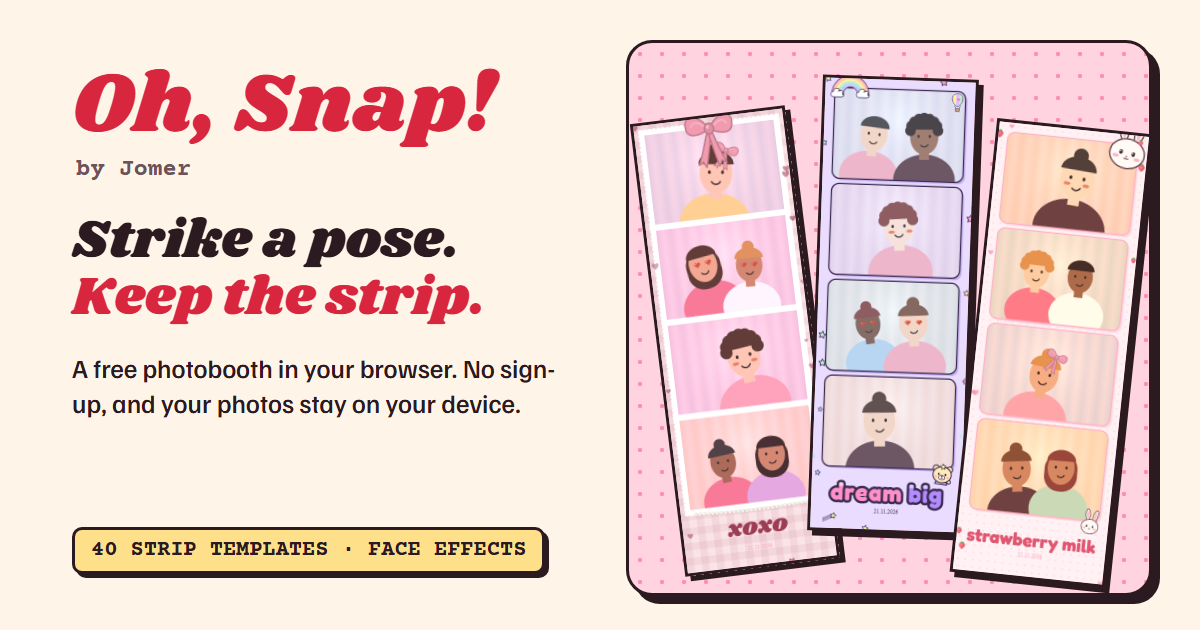 Oh, Snap!
by Jomer
Strike a pose.
Keep the strip.
A free photobooth in your browser. No sign-
up, and your photos stay on your device.
40 STRIP TEMPLATES · FACE EFFECTS
xoxo
dream big
21.11.2026
strawberry milk